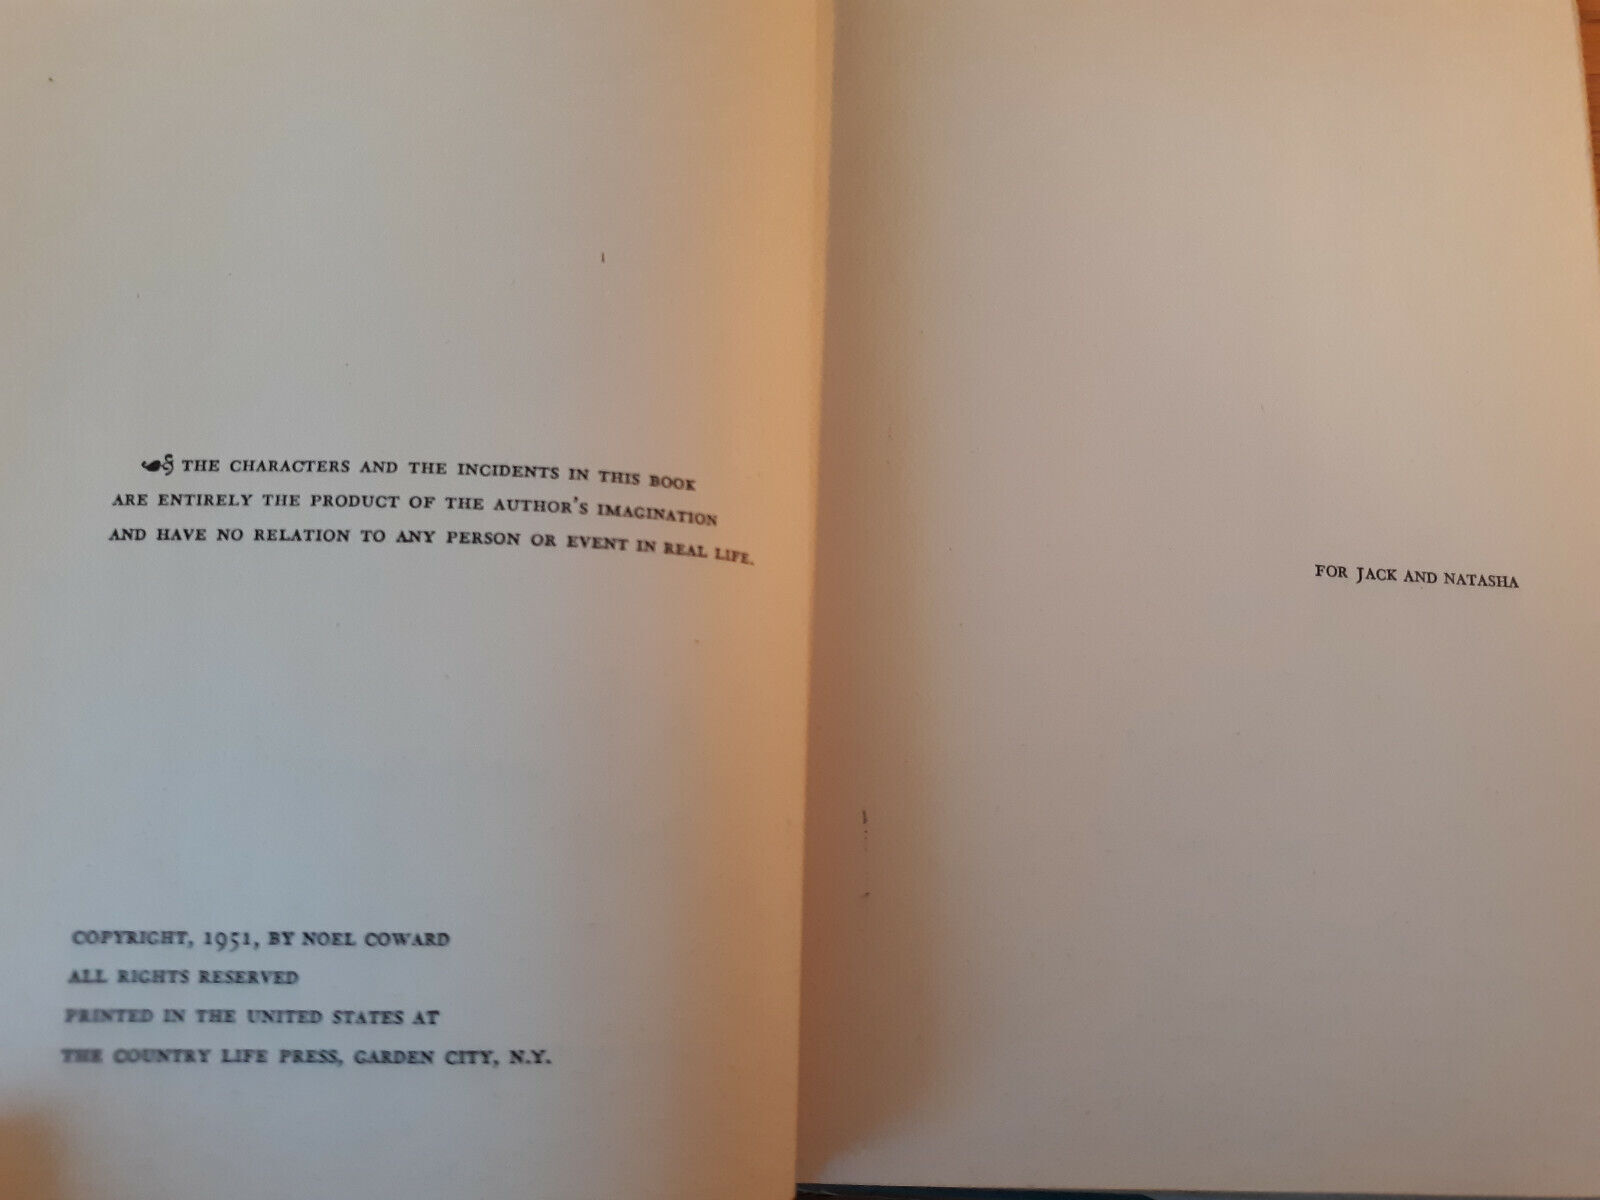 THE CHARACTERS AND THE INCIDENTS IN THIS BOOK
ARE ENTIRELY THE PRODUCT OF THE AUTHOR'S IMAGINATION
AND HAVE NO RELATION TO ANY PERSON OR EVENT IN REAL LIFE.
COPYRIGHT, 1951, BY NOEL COWARD
ALL RIGHTS RESERVED
PRINTED IN THE UNITED STATES AT
THE COUNTRY LIFE PRESS, GARDEN CITY, N.Y.
FOR JACK AND NATASHA